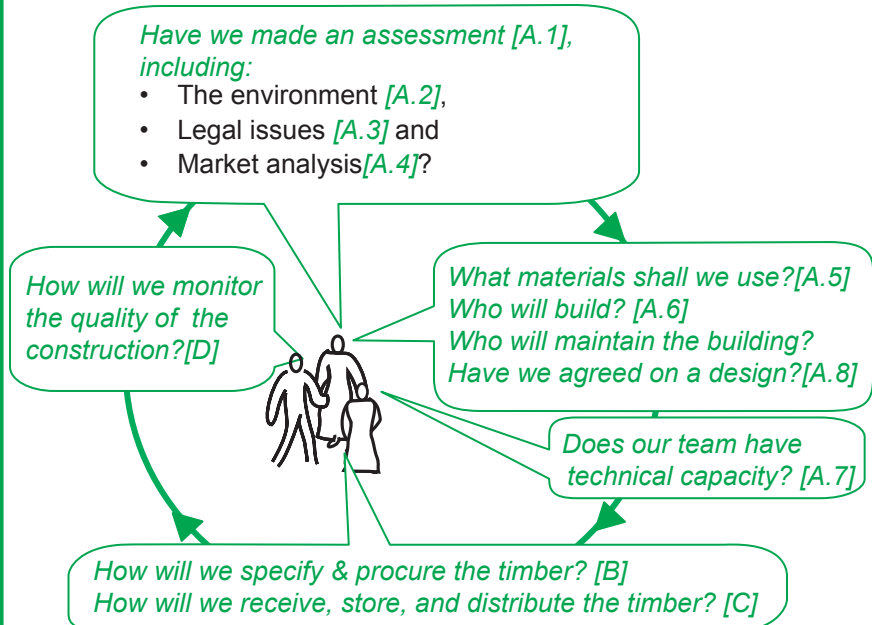 Have we made an assessment [A.1],
including:
• The environment [A.2],
• Legal issues [A.3] and
• Market analysis[A.4]?
What materials shall we use?[A.5]
Who will build? [A.6]
Who will maintain the building?
Have we agreed on a design?[A.8]
Does our team have
technical capacity? [A.7]
How will we specify & procure the timber? [B]
How will we receive, store, and distribute the timber? [C]
How will we monitor
the quality of the
construction?[D]